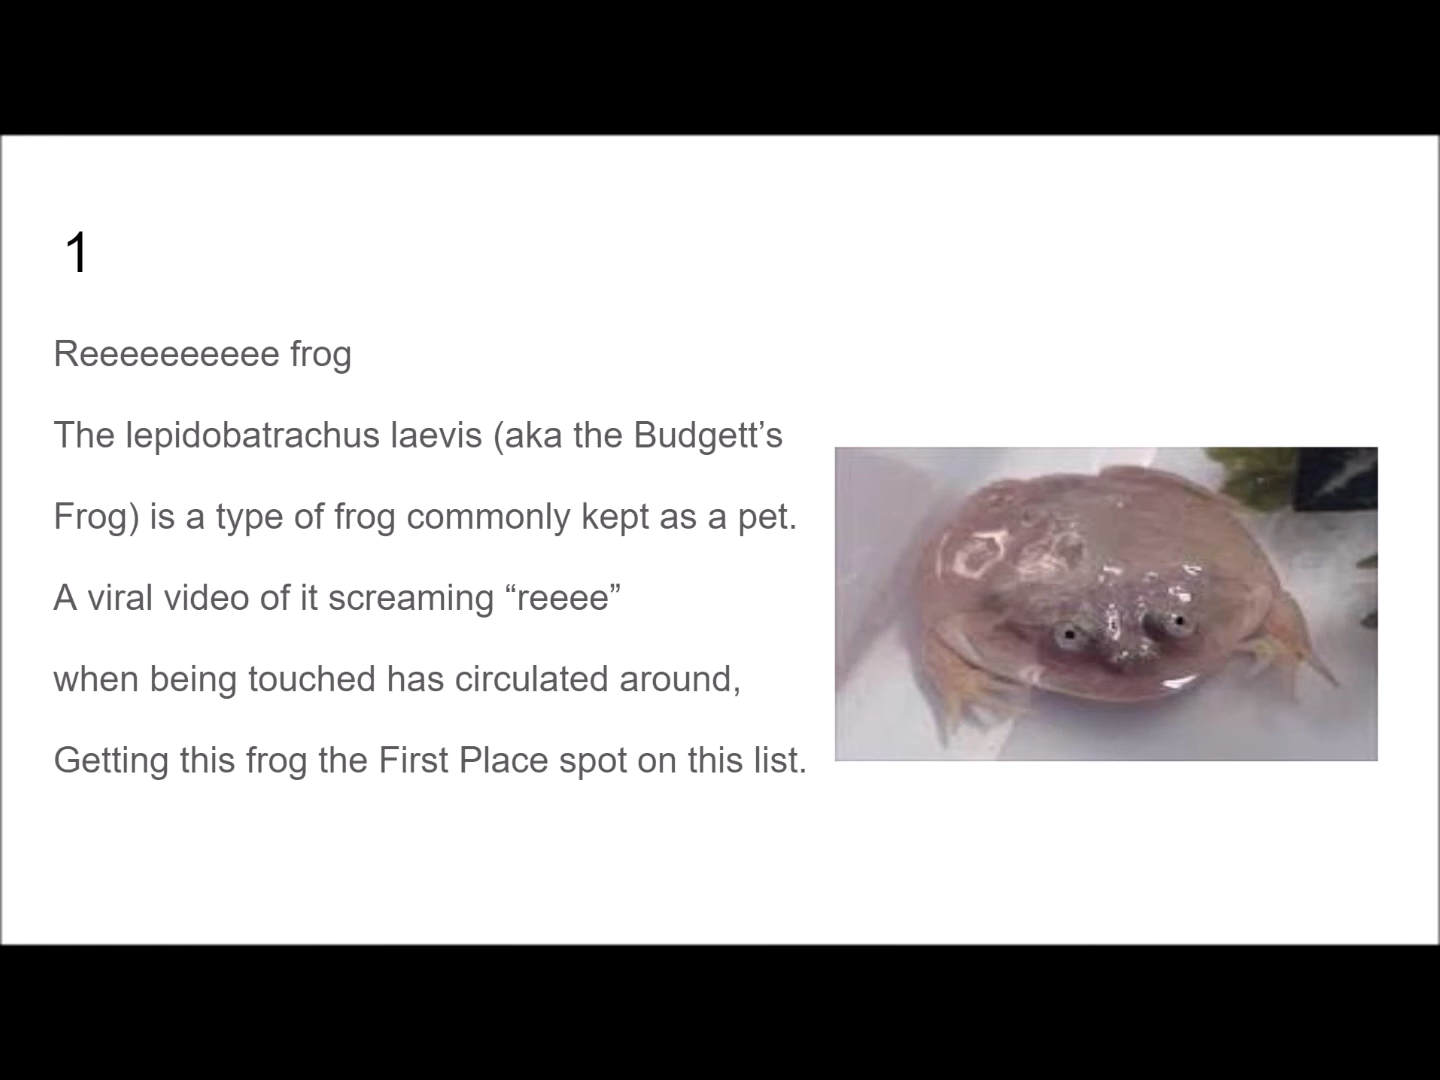 1
Reeeeeeeeee frog
The lepidobatrachus laevis (aka the Budgett’s
Frog) is a type of frog commonly kept as a pet.
A viral video of it screaming “reeee”
when being touched has circulated around,
Getting this frog the First Place spot on this list.